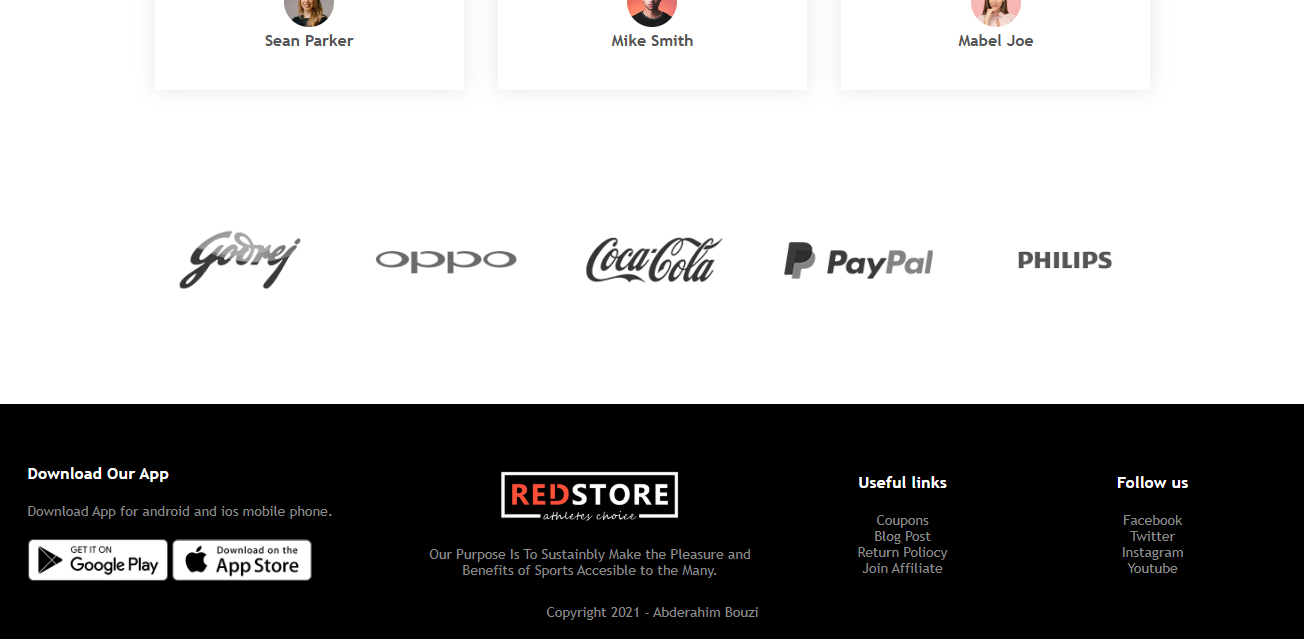 Sean Parker
Mike Smith
Mabel Joe
Godrej
oppo
Coca-Cola
PayPal
PHILIPS
Download Our App
Download App for android and ios mobile phone.
GET IT ON
Google Play
Download on the
App Store
REDSTORE
athletes choice
Our Purpose Is To Sustainbly Make the Pleasure and
Benefits of Sports Accesible to the Many.
Useful links
Coupons
Blog Post
Return Poliocy
Join Affiliate
Follow us
Facebook
Twitter
Instagram
Youtube
Copyright 2021 - Abderahim Bouzi